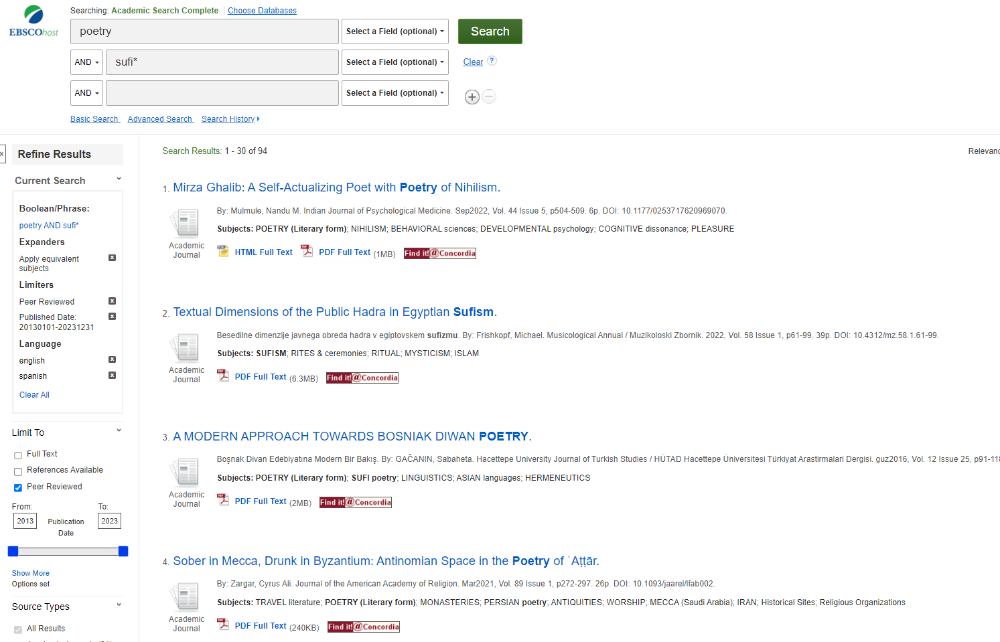 EBSCOhost
Searching: Academic Search Complete Choose Databases
poetry Select a Field (optional) Search
AND sufi* Select a Field (optional) Clear ?
AND Select a Field (optional)
Basic Search Advanced Search Search History
«
Refine Results
Current Search
Boolean/Phrase:
poetry AND sufi*
Expanders
Apply equivalent
subjects
Limiters
Peer Reviewed
Published Date:
20130101-20231231
Language
english
spanish
Clear All
Limit To
Full Text
References Available
Peer Reviewed
From: To:
2013 Publication 2023
Date
Show More
Options set
Source Types
All Results
Search Results: 1 - 30 of 94
Relevanc
1. Mirza Ghalib: A Self-Actualizing Poet with Poetry of Nihilism.
By: Mulmule, Nandu M. Indian Journal of Psychological Medicine. Sep2022, Vol. 44 Issue 5, p504-509. 6p. DOI: 10.1177/0253717620969070.
Subjects: POETRY (Literary form); NIHILISM; BEHAVIORAL sciences; DEVELOPMENTAL psychology; COGNITIVE dissonance; PLEASURE
Academic
Journal
HTML Full Text PDF Full Text (1MB) Find it!@Concordia
2. Textual Dimensions of the Public Hadra in Egyptian Sufism.
Besedilne dimenzije javnega obreda hadra v egiptovskem sufizmu. By: Frishkopf, Michael. Musicological Annual / Muzikoloski Zbornik. 2022, Vol. 58 Issue 1, p61-99. 39p. DOI: 10.4312/mz.58.1.61-99.
Subjects: SUFISM; RITES & ceremonies; RITUAL; MYSTICISM; ISLAM
Academic
Journal
PDF Full Text (6.3MB) Find it!@Concordia
3. A MODERN APPROACH TOWARDS BOSNIAK DIWAN POETRY.
Boşnak Divan Edebiyatına Modern Bir Bakış. By: GAČANIN, Sabaheta. Hacettepe University Journal of Turkish Studies / HÜTAD Hacettepe Üniversitesi Türkiyat Arastirmalari Dergisi. guz2016, Vol. 12 Issue 25, p91-118
Subjects: POETRY (Literary form); SUFI poetry; LINGUISTICS; ASIAN languages; HERMENEUTICS
Academic
Journal
PDF Full Text (2MB) Find it!@Concordia
4. Sober in Mecca, Drunk in Byzantium: Antinomian Space in the Poetry of ʿAṭṭār.
By: Zargar, Cyrus Ali. Journal of the American Academy of Religion. Mar2021, Vol. 89 Issue 1, p272-297. 26p. DOI: 10.1093/jaarel/lfab002.
Subjects: TRAVEL literature; POETRY (Literary form); MONASTERIES; PERSIAN poetry; ANTIQUITIES; WORSHIP; MECCA (Saudi Arabia); IRAN; Historical Sites; Religious Organizations
Academic
Journal
PDF Full Text (240KB) Find it!@Concordia